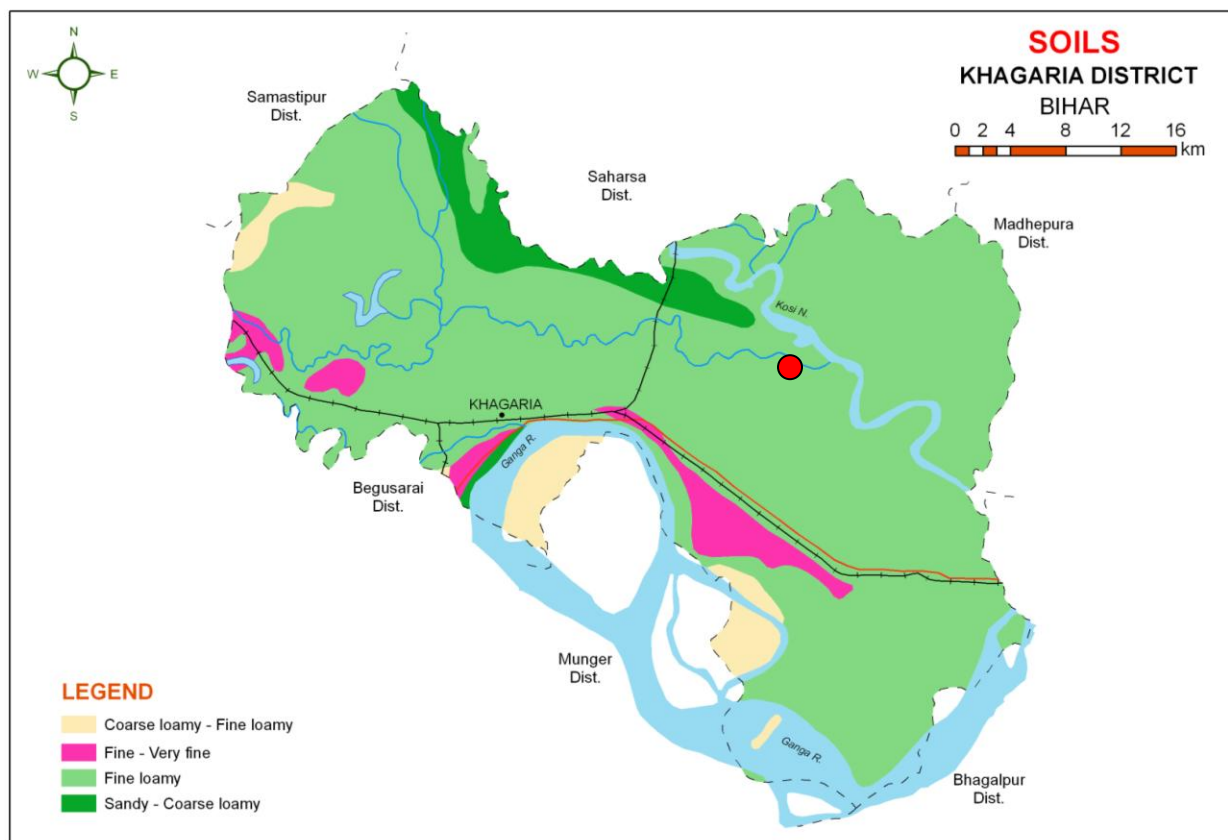 SOILS
KHAGARIA DISTRICT
BIHAR
0 2 4 8 12 16
km
N
W E
S
Samastipur
Dist.
Saharsa
Dist.
Madhepura
Dist.
Kosi N.
KHAGARIA
Ganga R.
Begusarai
Dist.
Munger
Dist.
Ganga R.
Bhagalpur
Dist.
LEGEND
Coarse loamy - Fine loamy
Fine - Very fine
Fine loamy
Sandy - Coarse loamy